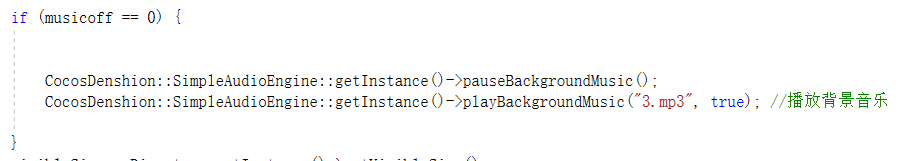 if (musicoff == 0) {
CocosDenshion::SimpleAudioEngine::getInstance()->pauseBackgroundMusic();
CocosDenshion::SimpleAudioEngine::getInstance()->playBackgroundMusic("3.mp3", true); //播放背景音乐
}